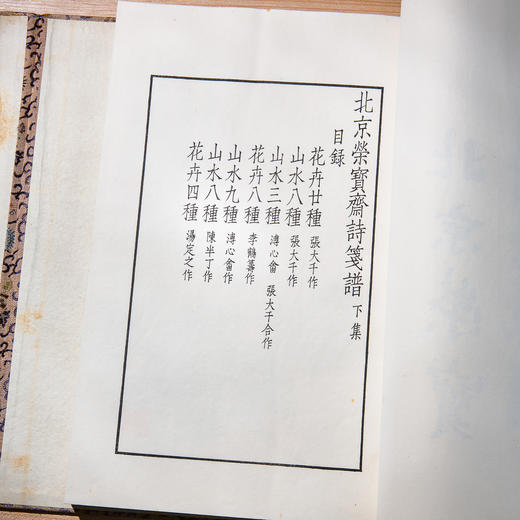 北京榮寶齋詩箋譜 下集
目錄
花卉廿種 張大千作
山水八種 張大千作
山水三種 溥心畬 張大千合作
花卉八種 李鶴籌作
山水九種 溥心畬作
山水八種 陳半丁作
花卉四種 湯定之作